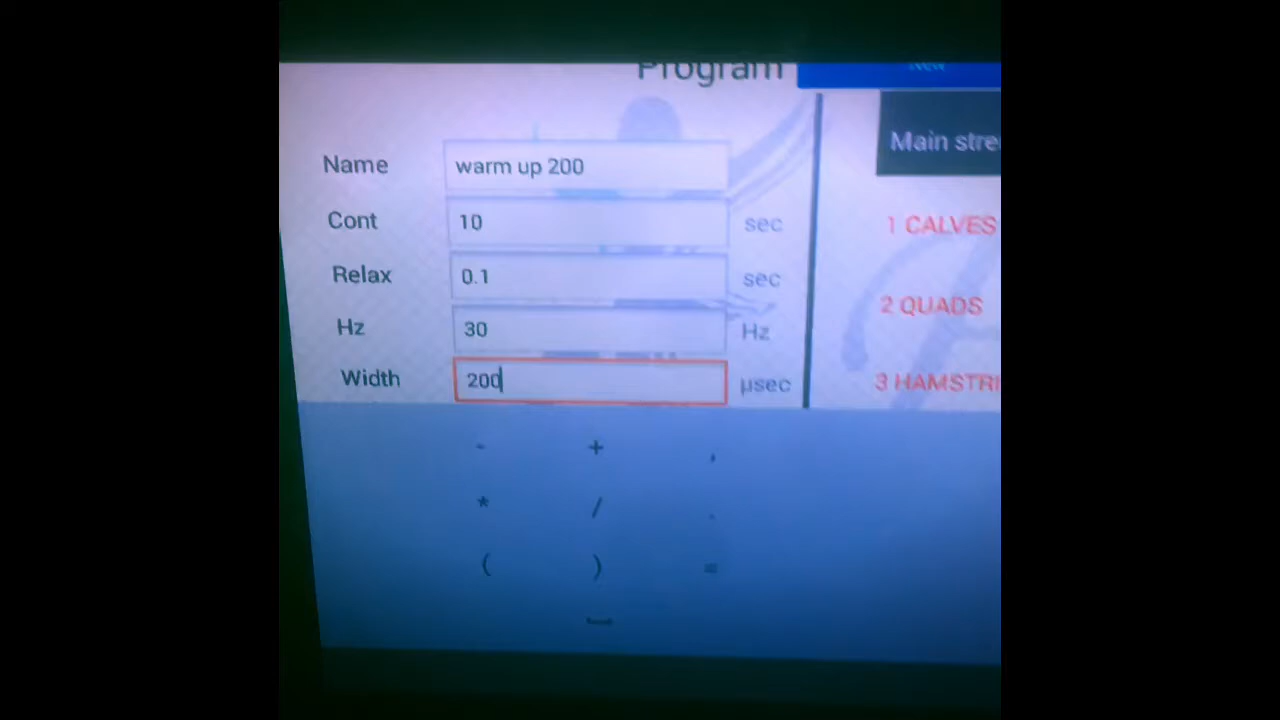 Program
New
Main stre
Name warm up 200
Cont 10 sec
Relax 0.1 sec
Hz 30 Hz
Width 200 µsec
1 CALVES
2 QUADS
3 HAMSTRI
- + ,
* / .
( ) =